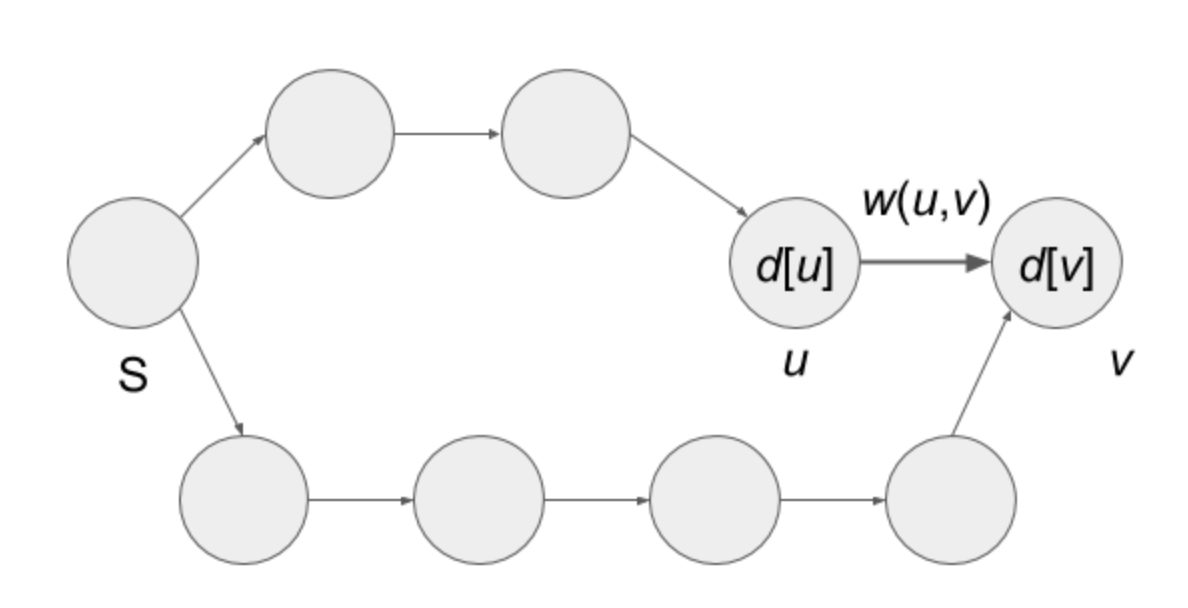 w(u,v)
d[u]
d[v]
S
u
v